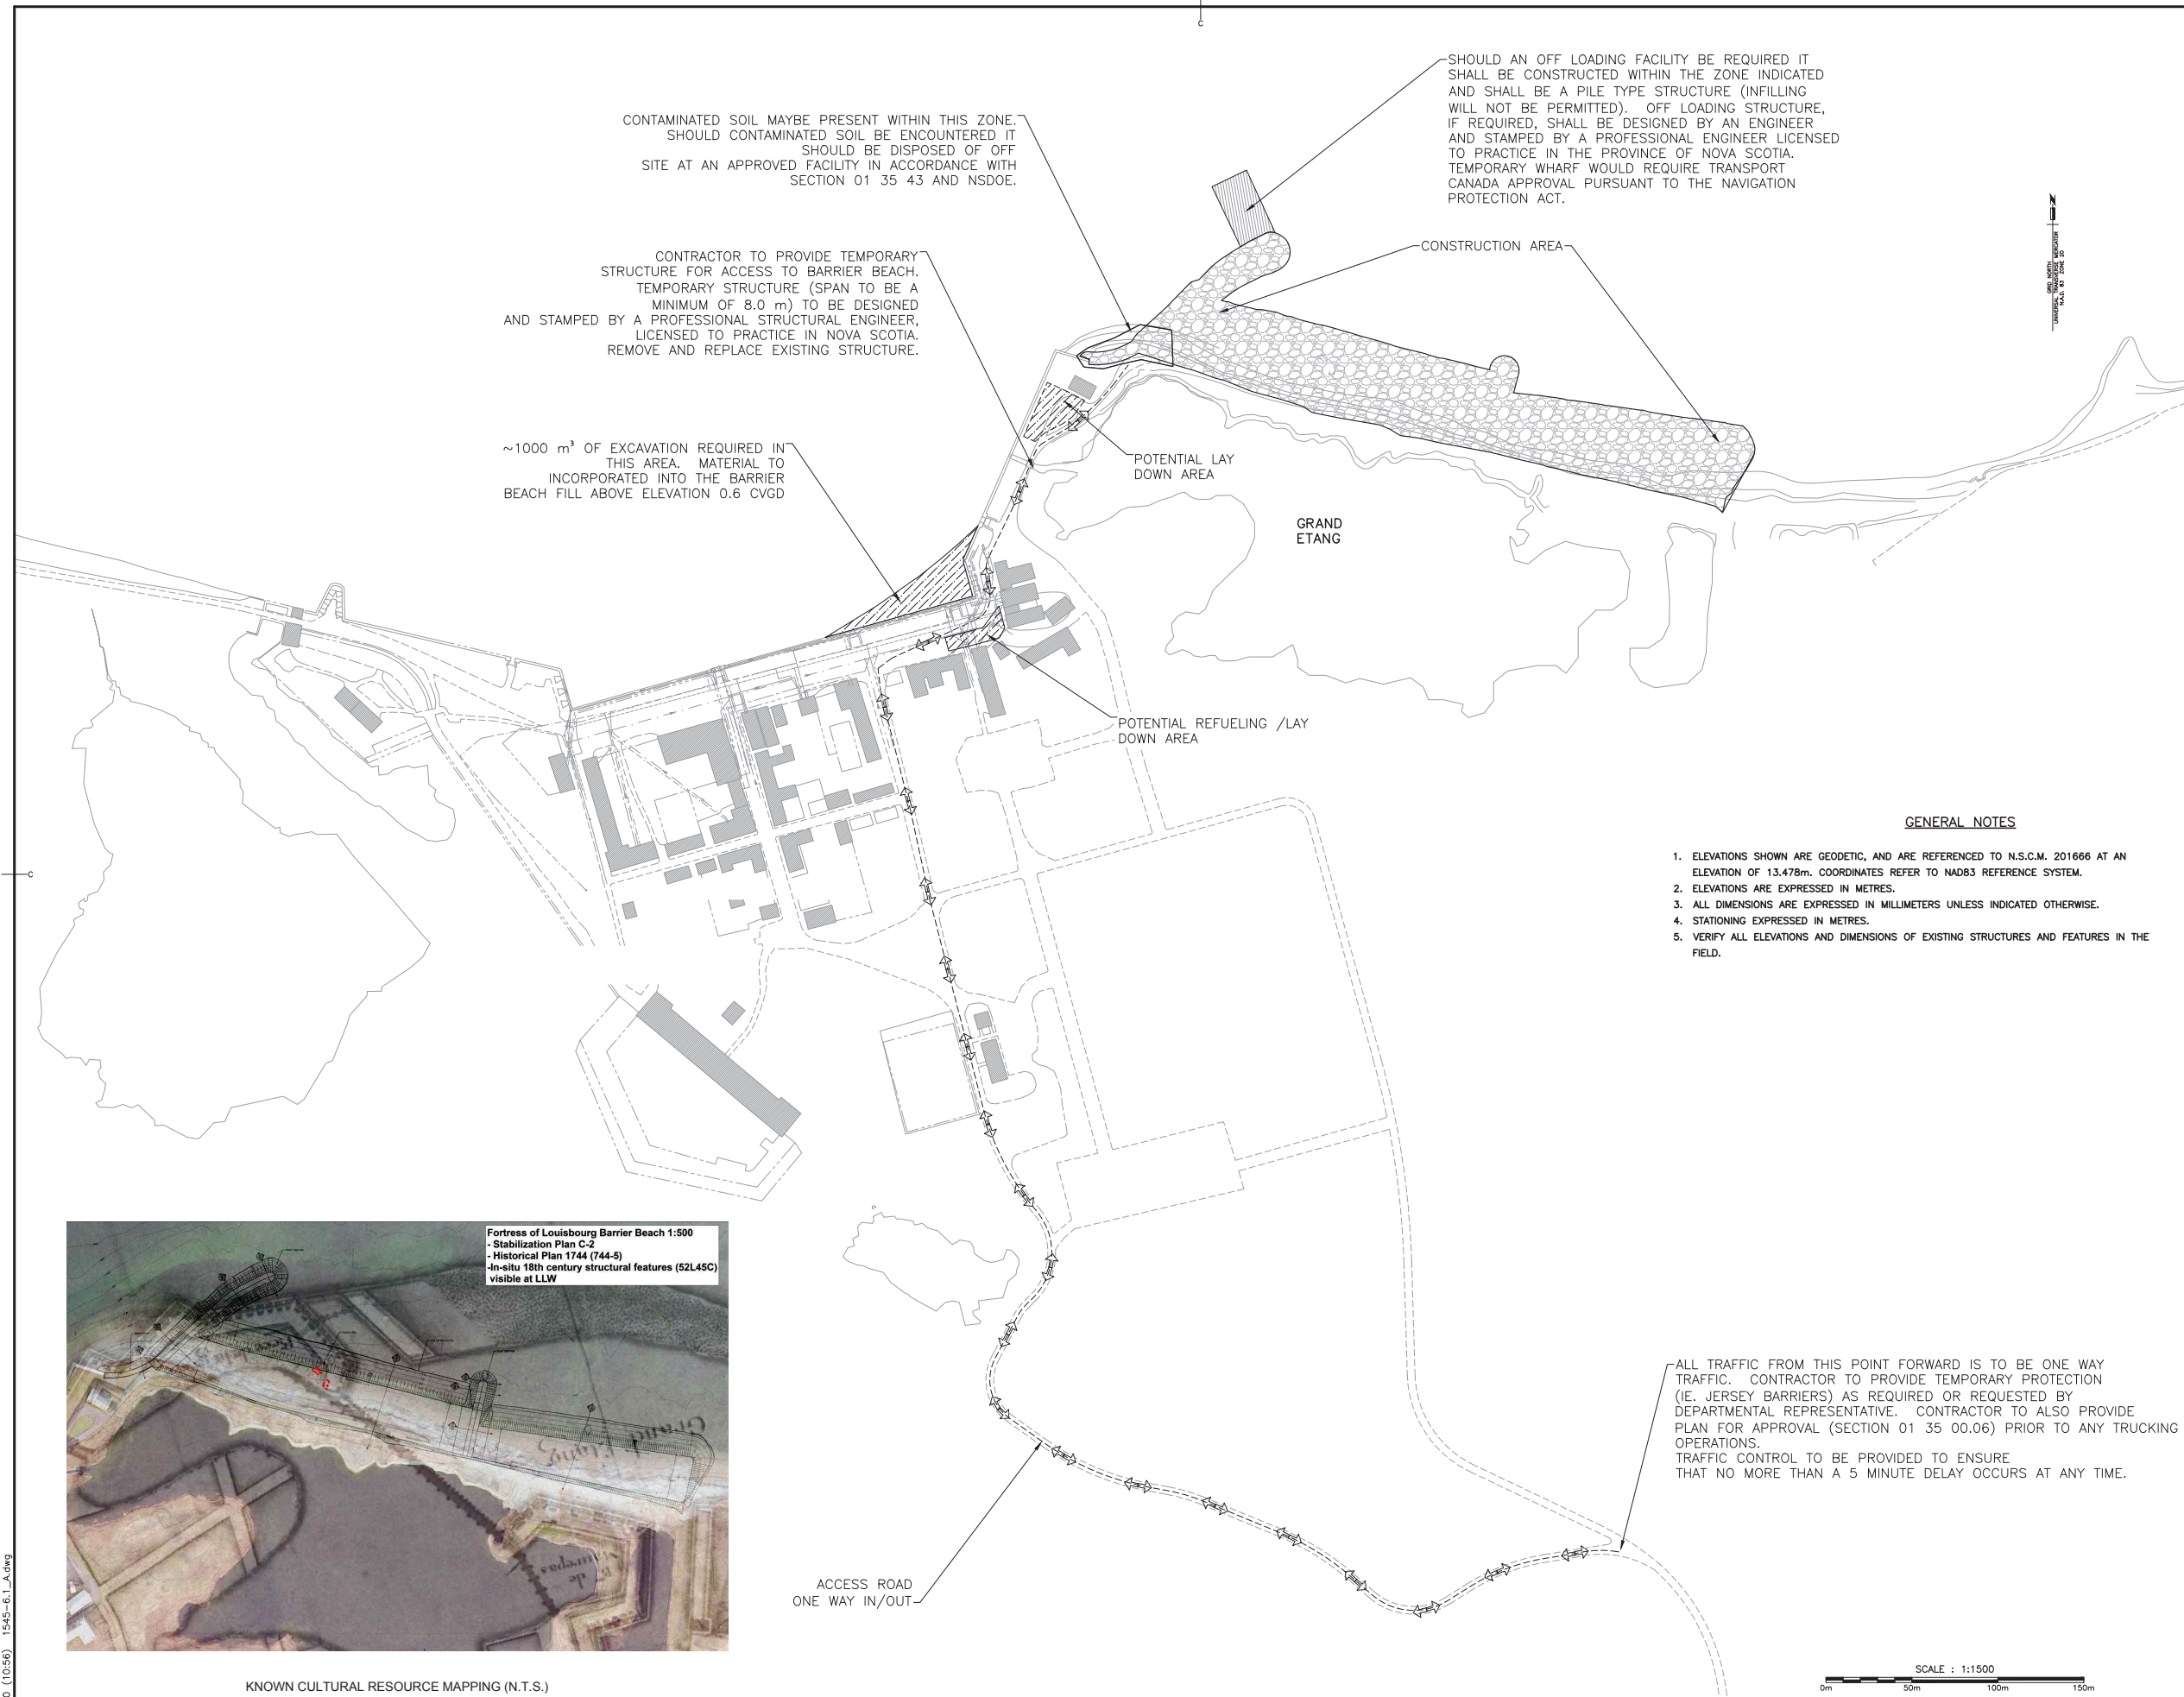 C
SHOULD AN OFF LOADING FACILITY BE REQUIRED IT
SHALL BE CONSTRUCTED WITHIN THE ZONE INDICATED
AND SHALL BE A PILE TYPE STRUCTURE (INFILLING
WILL NOT BE PERMITTED). OFF LOADING STRUCTURE,
IF REQUIRED, SHALL BE DESIGNED BY AN ENGINEER
AND STAMPED BY A PROFESSIONAL ENGINEER LICENSED
TO PRACTICE IN THE PROVINCE OF NOVA SCOTIA.
TEMPORARY WHARF WOULD REQUIRE TRANSPORT
CANADA APPROVAL PURSUANT TO THE NAVIGATION
PROTECTION ACT.
CONTAMINATED SOIL MAYBE PRESENT WITHIN THIS ZONE.
SHOULD CONTAMINATED SOIL BE ENCOUNTERED IT
SHOULD BE DISPOSED OF OFF
SITE AT AN APPROVED FACILITY IN ACCORDANCE WITH
SECTION 01 35 43 AND NSDOE.
CONTRACTOR TO PROVIDE TEMPORARY
STRUCTURE FOR ACCESS TO BARRIER BEACH.
TEMPORARY STRUCTURE (SPAN TO BE A
MINIMUM OF 8.0 m) TO BE DESIGNED
AND STAMPED BY A PROFESSIONAL STRUCTURAL ENGINEER,
LICENSED TO PRACTICE IN NOVA SCOTIA.
REMOVE AND REPLACE EXISTING STRUCTURE.
CONSTRUCTION AREA
GRID NORTH
UNIVERSAL TRANSVERSE MERCATOR
N.A.D. 83 ZONE 20
~1000 m³ OF EXCAVATION REQUIRED IN
THIS AREA. MATERIAL TO
INCORPORATED INTO THE BARRIER
BEACH FILL ABOVE ELEVATION 0.6 CVGD
POTENTIAL LAY
DOWN AREA
GRAND
ETANG
POTENTIAL REFUELING /LAY
DOWN AREA
C
GENERAL NOTES
1. ELEVATIONS SHOWN ARE GEODETIC, AND ARE REFERENCED TO N.S.C.M. 201666 AT AN
ELEVATION OF 13.478m. COORDINATES REFER TO NAD83 REFERENCE SYSTEM.
2. ELEVATIONS ARE EXPRESSED IN METRES.
3. ALL DIMENSIONS ARE EXPRESSED IN MILLIMETERS UNLESS INDICATED OTHERWISE.
4. STATIONING EXPRESSED IN METRES.
5. VERIFY ALL ELEVATIONS AND DIMENSIONS OF EXISTING STRUCTURES AND FEATURES IN THE
FIELD.
Fortress of Louisbourg Barrier Beach 1:500
- Stabilization Plan C-2
- Historical Plan 1744 (744-5)
-In-situ 18th century structural features (52L45C)
visible at LLW
Grand Etang
de
KNOWN CULTURAL RESOURCE MAPPING (N.T.S.)
ALL TRAFFIC FROM THIS POINT FORWARD IS TO BE ONE WAY
TRAFFIC. CONTRACTOR TO PROVIDE TEMPORARY PROTECTION
(IE. JERSEY BARRIERS) AS REQUIRED OR REQUESTED BY
DEPARTMENTAL REPRESENTATIVE. CONTRACTOR TO ALSO PROVIDE
PLAN FOR APPROVAL (SECTION 01 35 00.06) PRIOR TO ANY TRUCKING
OPERATIONS.
TRAFFIC CONTROL TO BE PROVIDED TO ENSURE
THAT NO MORE THAN A 5 MINUTE DELAY OCCURS AT ANY TIME.
ACCESS ROAD
ONE WAY IN/OUT
SCALE : 1:1500
0m 50m 100m 150m
(10:56) 1545-6.1_A.dwg